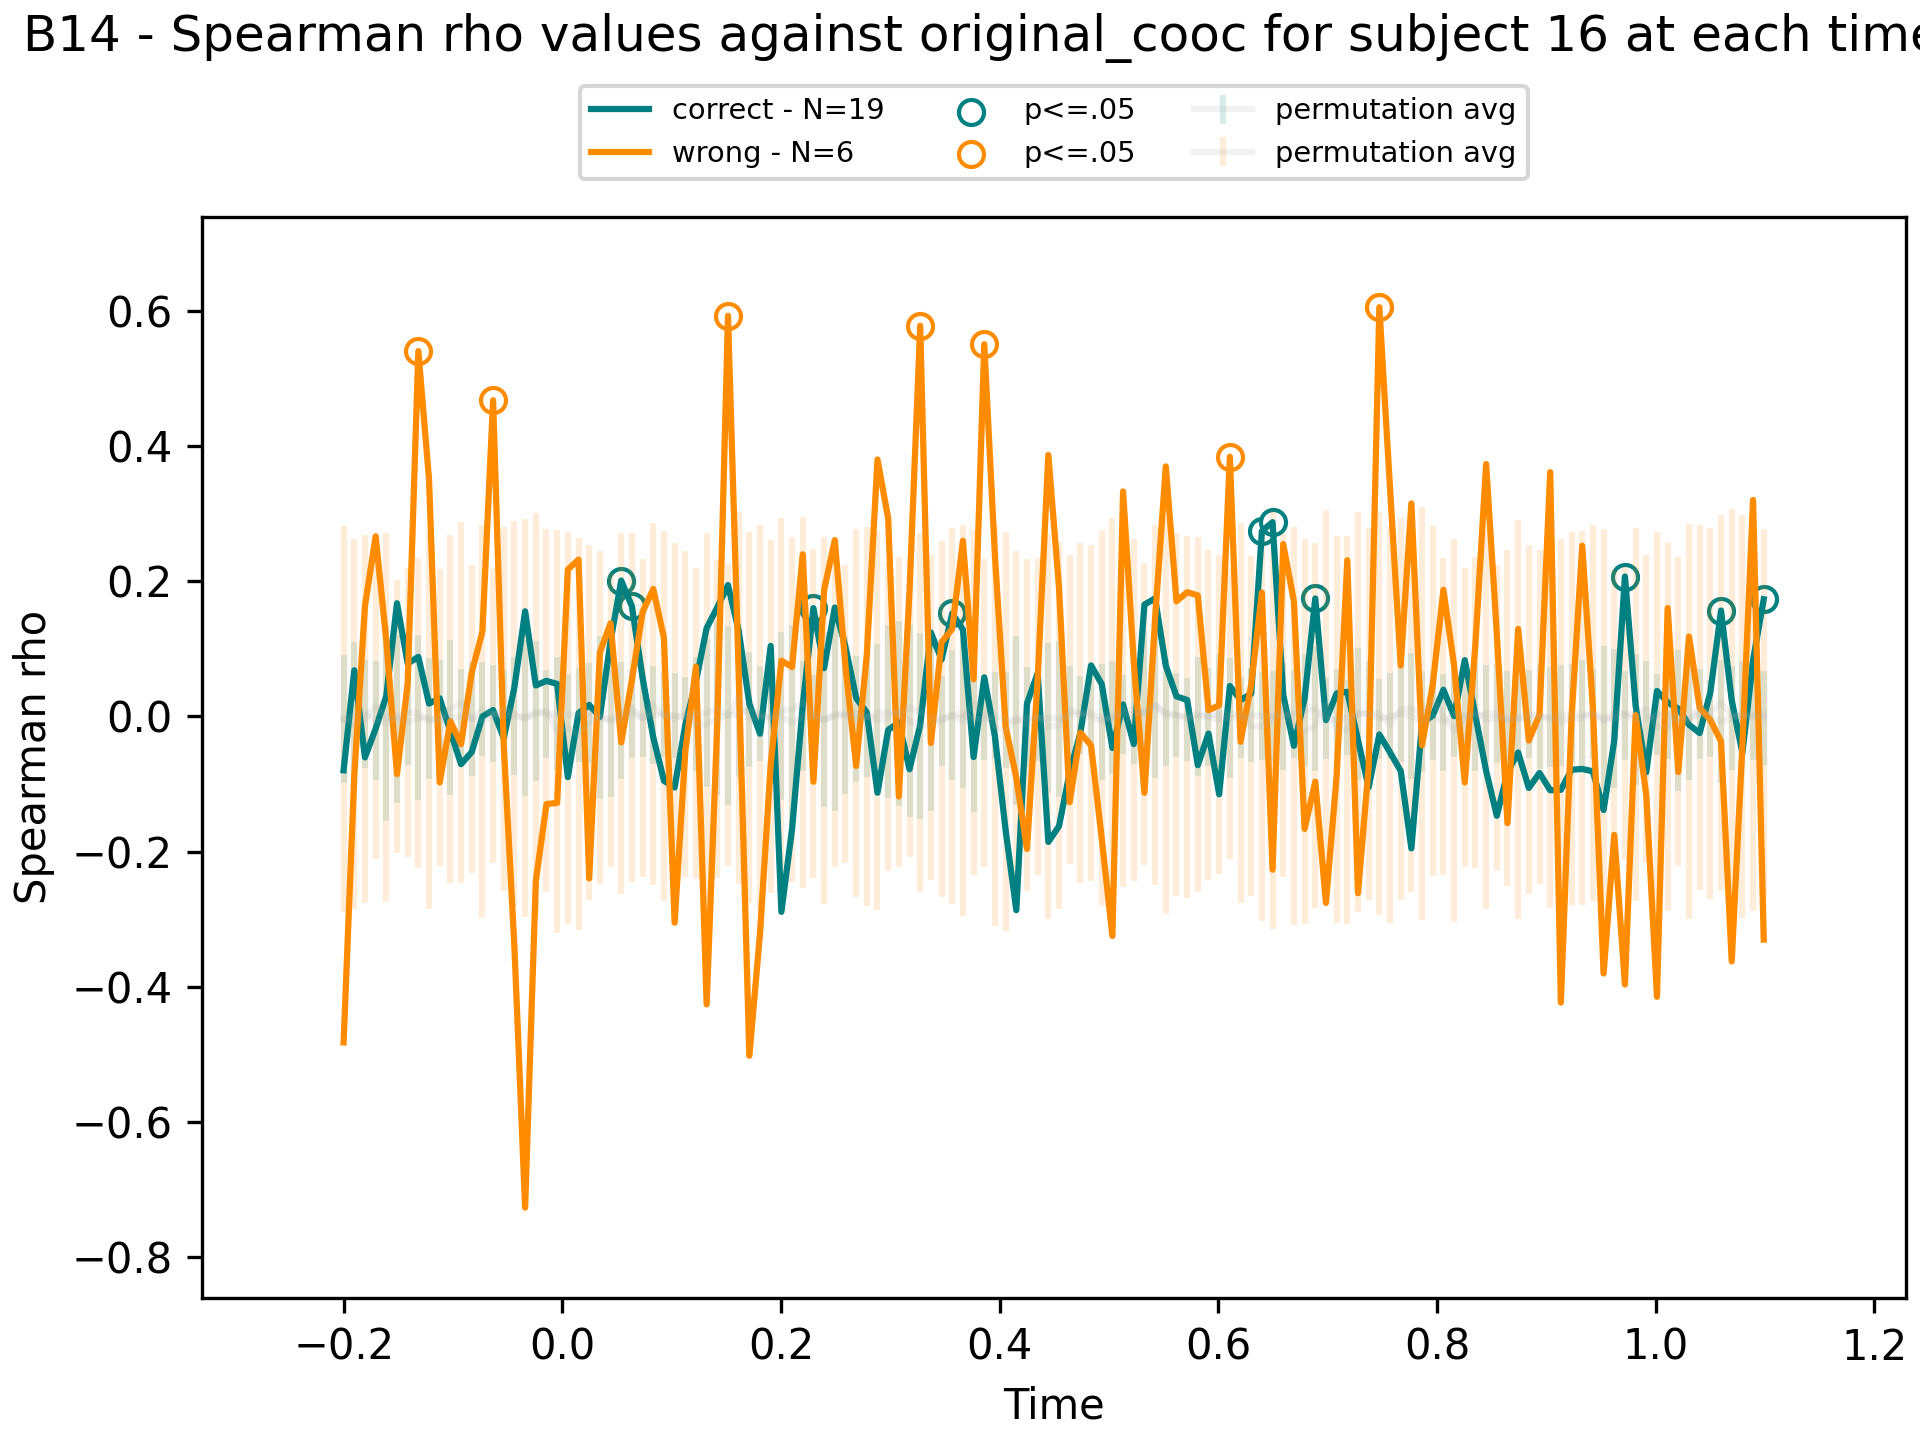 B14 - Spearman rho values against original_cooc for subject 16 at each time
correct - N=19
p<=.05
permutation avg
wrong - N=6
p<=.05
permutation avg
Spearman rho
0.6
0.4
0.2
0.0
−0.2
−0.4
−0.6
−0.8
−0.2
0.0
0.2
0.4
0.6
0.8
1.0
1.2
Time